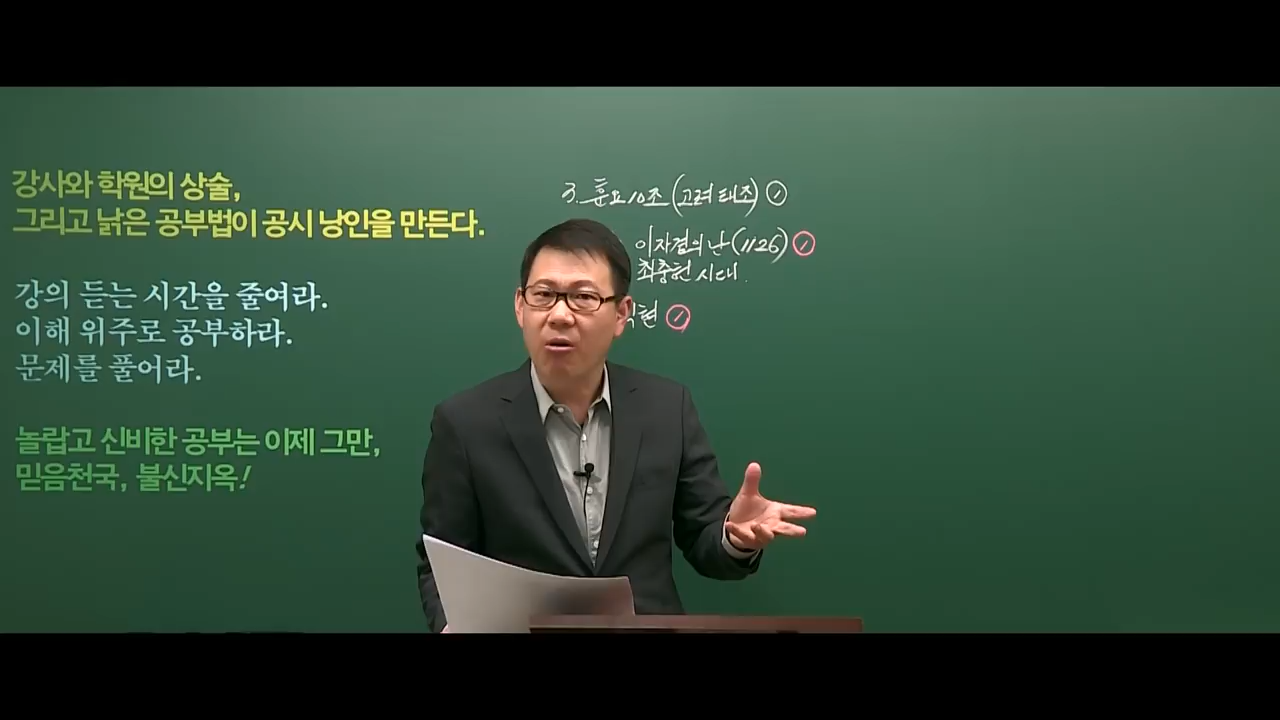 강사와 학원의 상술,
그리고 낡은 공부법이 공시 낭인을 만든다.
강의 듣는 시간을 줄여라.
이해 위주로 공부하라.
문제를 풀어라.
놀랍고 신비한 공부는 이제 그만,
믿음천국, 불신지옥!
3. 훈요10조 (고려 태조) ①
이자겸의 난 (1126) ①
최충헌 시대.
현 ①